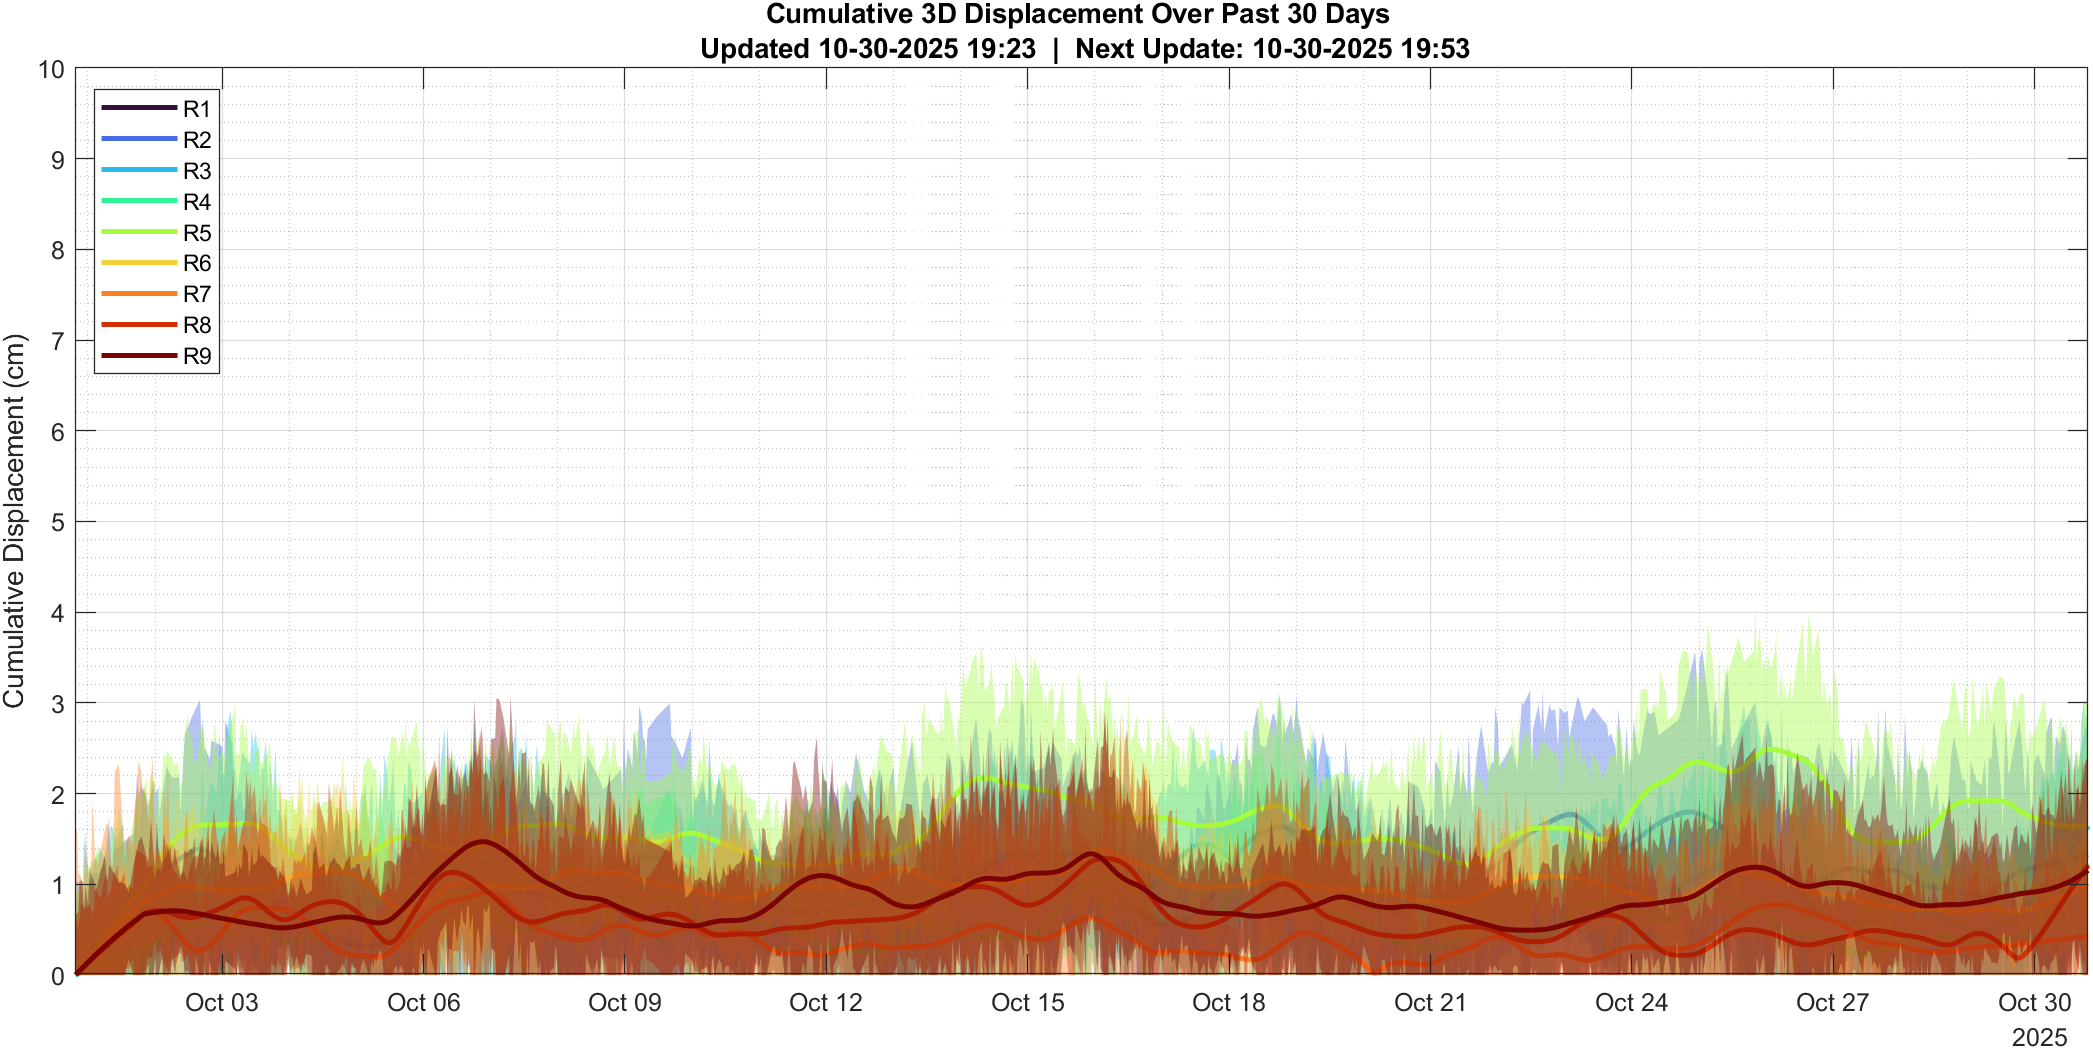 Cumulative 3D Displacement Over Past 30 Days
Updated 10-30-2025 19:23 | Next Update: 10-30-2025 19:53
Cumulative Displacement (cm)
10
9
8
7
6
5
4
3
2
1
0
R1
R2
R3
R4
R5
R6
R7
R8
R9
Oct 03 Oct 06 Oct 09 Oct 12 Oct 15 Oct 18 Oct 21 Oct 24 Oct 27 Oct 30
2025